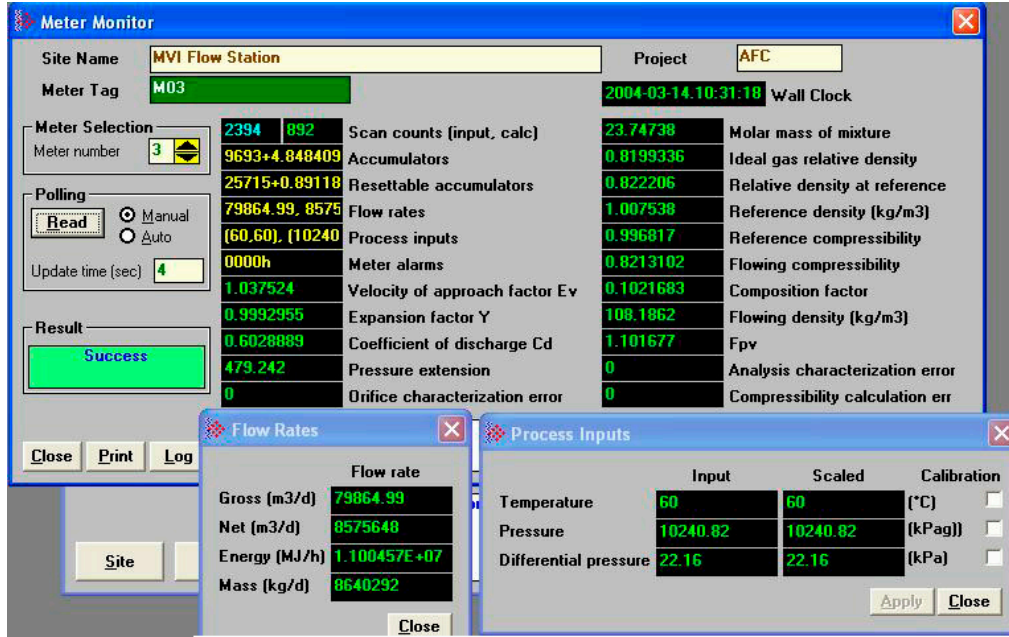 Meter Monitor
Site Name MVI Flow Station Project AFC
Meter Tag M03 2004-03-14.10:31:18 Wall Clock
Meter Selection
Meter number 3
Polling
Read Manual
Auto
Update time (sec) 4
Result
Success
2394 892 Scan counts (input, calc)
9693+4.848409 Accumulators
25715+0.89118 Resettable accumulators
79864.99, 8575 Flow rates
(60,60), (10240 Process inputs
0000h Meter alarms
1.037524 Velocity of approach factor Ev
0.9992955 Expansion factor Y
0.6028889 Coefficient of discharge Cd
479.242 Pressure extension
0 Orifice characterization error
23.74738 Molar mass of mixture
0.8199336 Ideal gas relative density
0.822206 Relative density at reference
1.007538 Reference density (kg/m3)
0.996817 Reference compressibility
0.8213102 Flowing compressibility
0.1021683 Composition factor
108.1862 Flowing density (kg/m3)
1.101677 Fpv
0 Analysis characterization error
0 Compressibility calculation err
Close Print Log
Site
Flow Rates
Flow rate
Gross (m3/d) 79864.99
Net (m3/d) 8575648
Energy (MJ/h) 1.100457E+07
Mass (kg/d) 8640292
Close
Process Inputs
Input Scaled Calibration
Temperature 60 60 (°C)
Pressure 10240.82 10240.82 (kPag))
Differential pressure 22.16 22.16 (kPa)
Apply Close